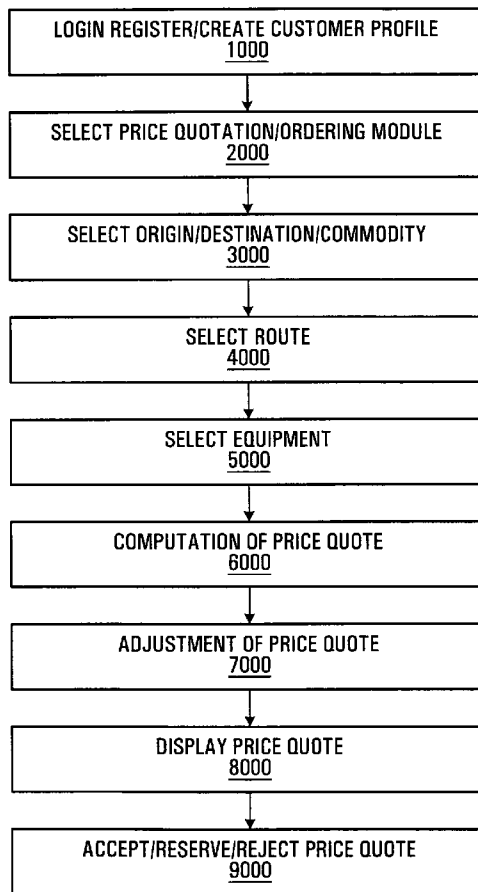 LOGIN REGISTER/CREATE CUSTOMER PROFILE
1000
SELECT PRICE QUOTATION/ORDERING MODULE
2000
SELECT ORIGIN/DESTINATION/COMMODITY
3000
SELECT ROUTE
4000
SELECT EQUIPMENT
5000
COMPUTATION OF PRICE QUOTE
6000
ADJUSTMENT OF PRICE QUOTE
7000
DISPLAY PRICE QUOTE
8000
ACCEPT/RESERVE/REJECT PRICE QUOTE
9000